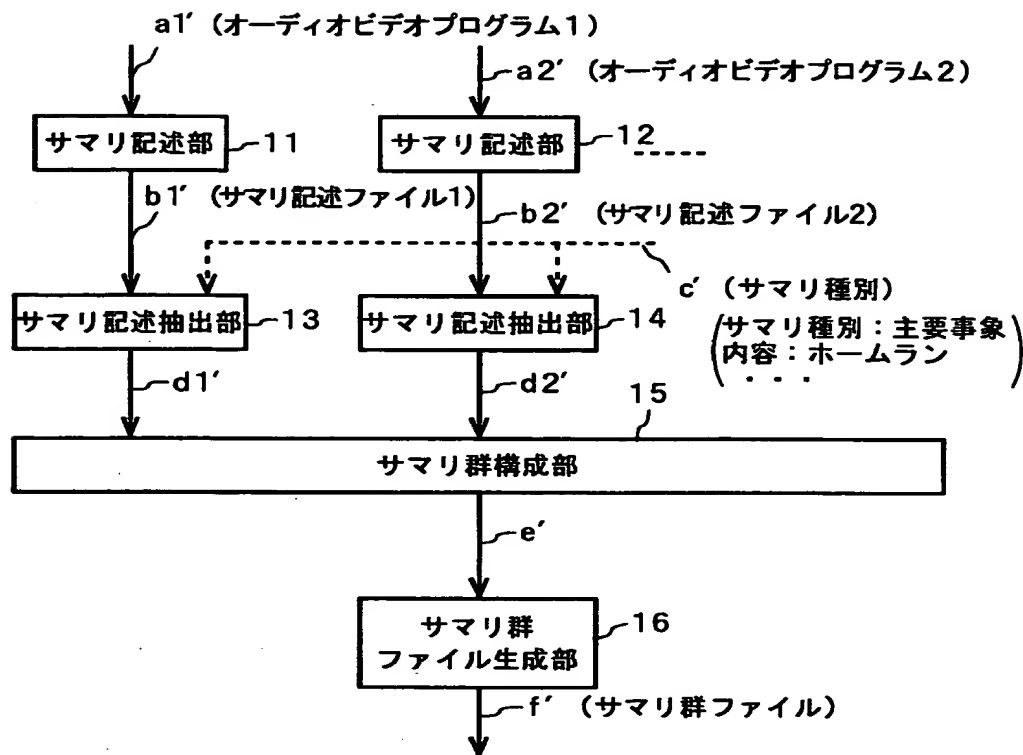 a1′ (オーディオビデオプログラム1)
a2′ (オーディオビデオプログラム2)
サマリ記述部
11
サマリ記述部
12
b1′ (サマリ記述ファイル1)
b2′ (サマリ記述ファイル2)
c′ (サマリ種別)
サマリ記述抽出部
13
サマリ記述抽出部
14
(サマリ種別:主要事象
内容:ホームラン
・・・)
d1′
d2′
15
サマリ群構成部
e′
サマリ群
ファイル生成部
16
f′ (サマリ群ファイル)